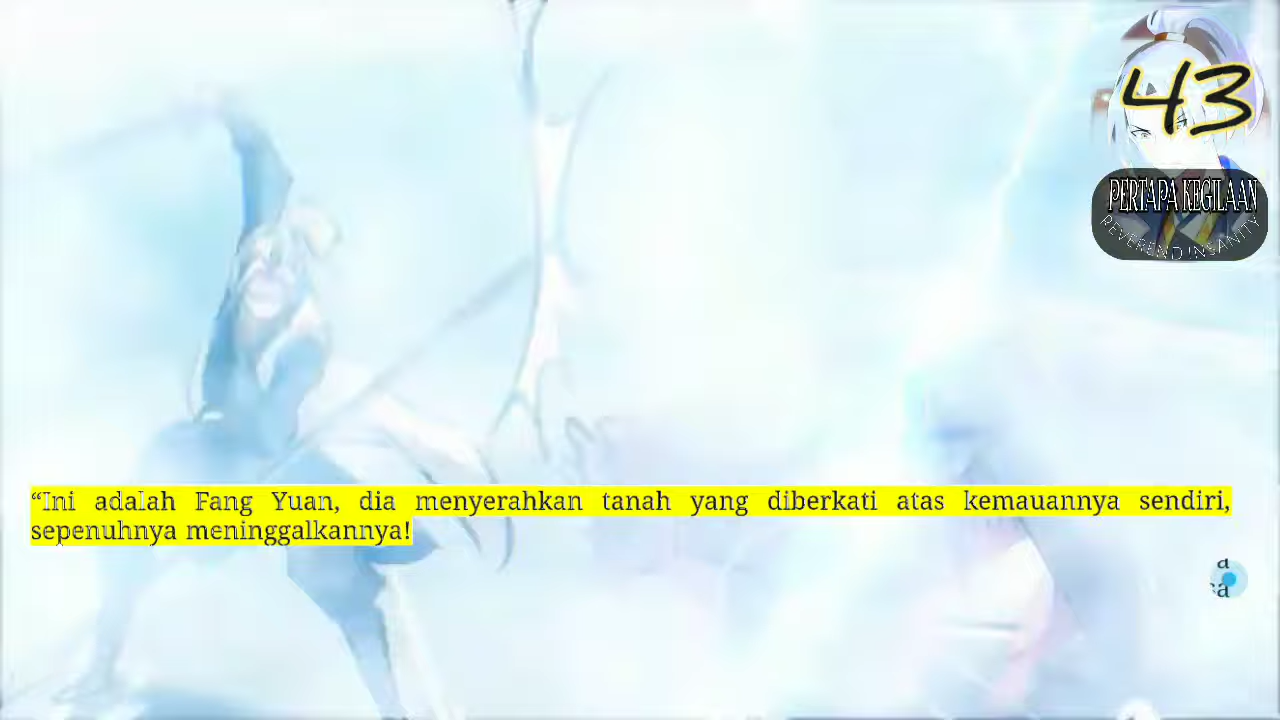 43
PERTAPA KEGILAAN
REVEREND INSANITY
“Ini adalah Fang Yuan, dia menyerahkan tanah yang diberkati atas kemauannya sendiri,
sepenuhnya meninggalkannya!
a